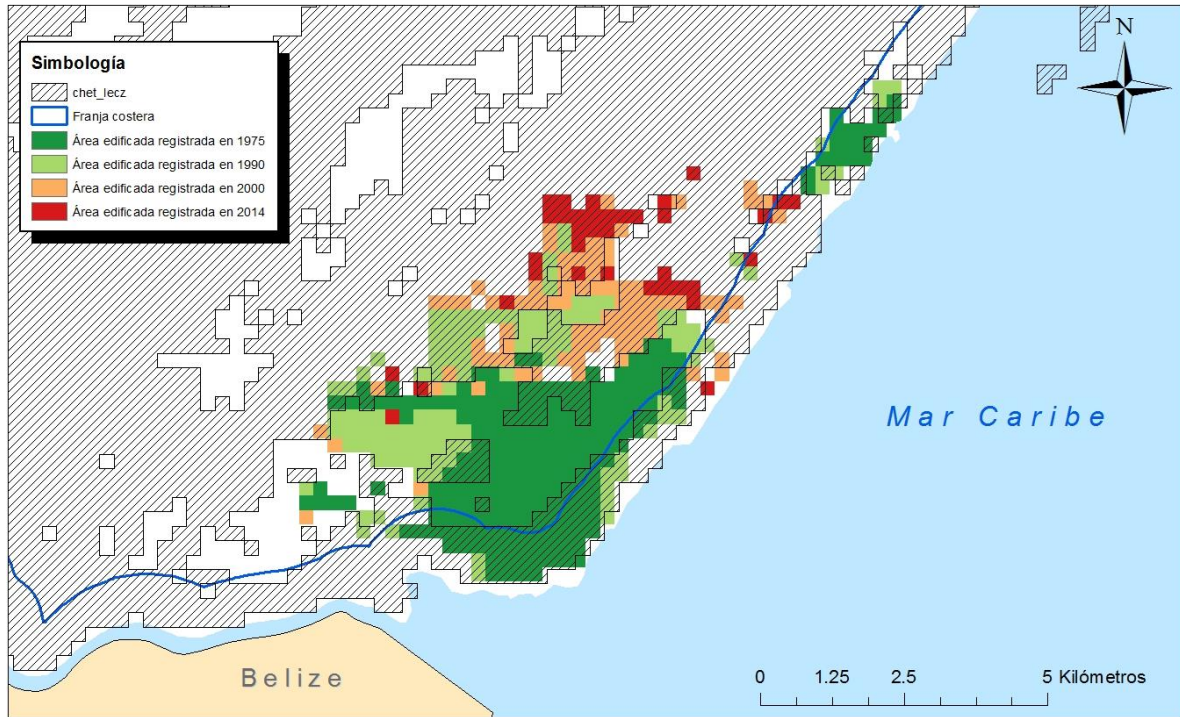 Simbología
chet_lecz
Franja costera
Área edificada registrada en 1975
Área edificada registrada en 1990
Área edificada registrada en 2000
Área edificada registrada en 2014
N
Mar Caribe
Belize
0 1.25 2.5 5 Kilómetros